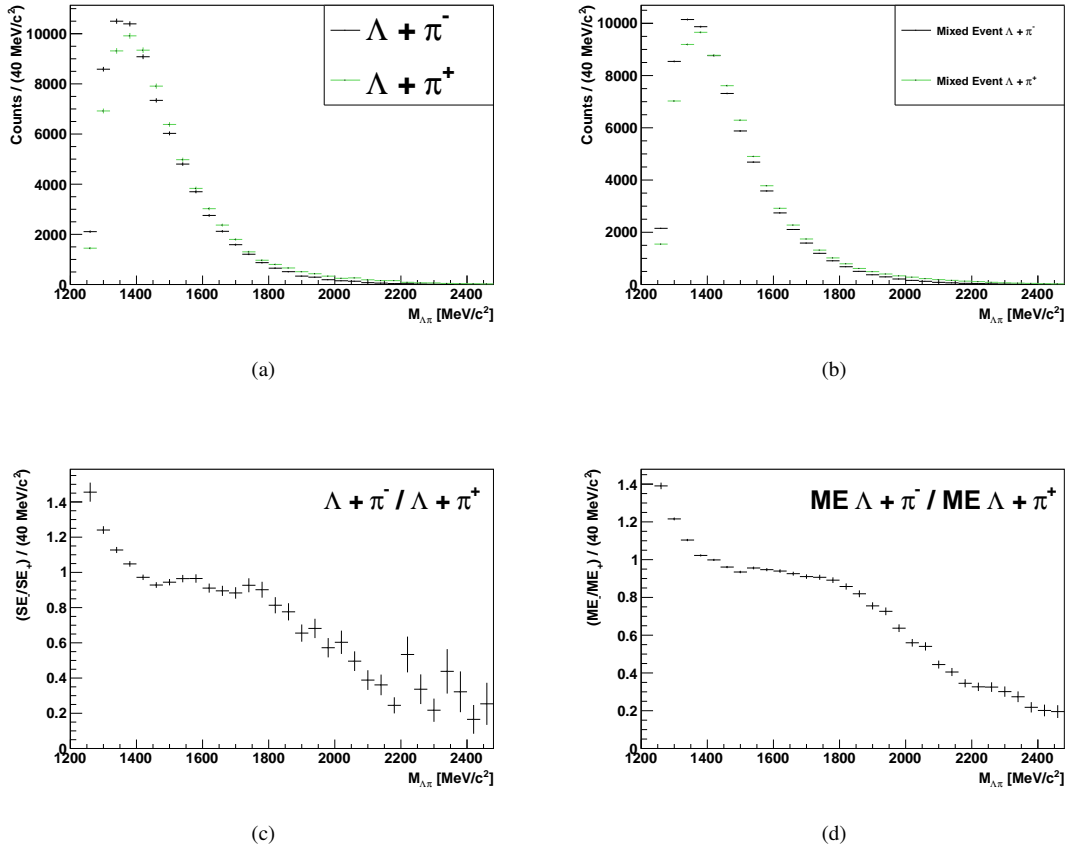 Counts / (40 MeV/c²)
10000
8000
6000
4000
2000
0
1200 1400 1600 1800 2000 2200 2400
M_Λπ [MeV/c²]
Λ + π⁻
Λ + π⁺
(a)
Counts / (40 MeV/c²)
10000
8000
6000
4000
2000
0
1200 1400 1600 1800 2000 2200 2400
M_Λπ [MeV/c²]
Mixed Event Λ + π⁻
Mixed Event Λ + π⁺
(b)
(SE_-/SE_+) / (40 MeV/c²)
1.4
1.2
1
0.8
0.6
0.4
0.2
0
1200 1400 1600 1800 2000 2200 2400
M_Λπ [MeV/c²]
Λ + π⁻ / Λ + π⁺
(c)
(ME_-/ME_+) / (40 MeV/c²)
1.4
1.2
1
0.8
0.6
0.4
0.2
0
1200 1400 1600 1800 2000 2200 2400
M_Λπ [MeV/c²]
ME Λ + π⁻ / ME Λ + π⁺
(d)